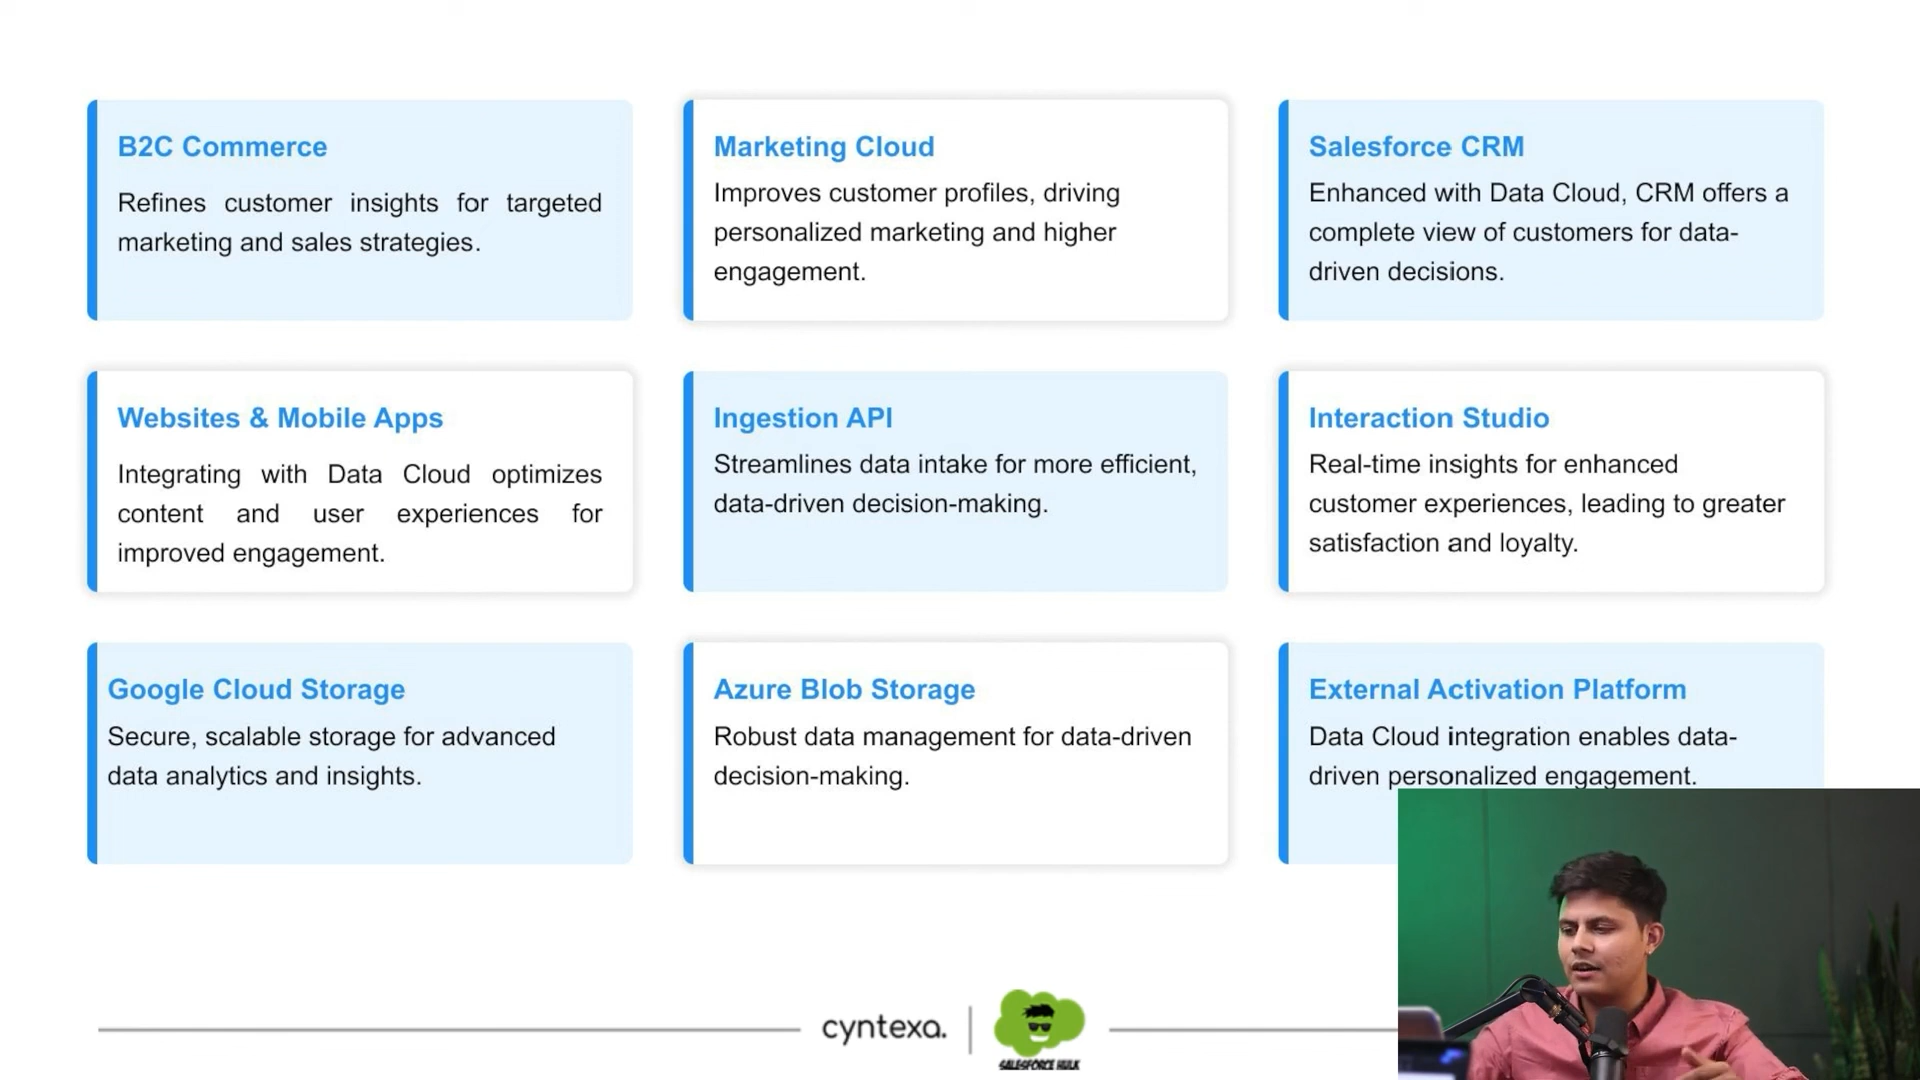 B2C Commerce
Refines customer insights for targeted
marketing and sales strategies.
Marketing Cloud
Improves customer profiles, driving
personalized marketing and higher
engagement.
Salesforce CRM
Enhanced with Data Cloud, CRM offers a
complete view of customers for data-
driven decisions.
Websites & Mobile Apps
Integrating with Data Cloud optimizes
content and user experiences for
improved engagement.
Ingestion API
Streamlines data intake for more efficient,
data-driven decision-making.
Interaction Studio
Real-time insights for enhanced
customer experiences, leading to greater
satisfaction and loyalty.
Google Cloud Storage
Secure, scalable storage for advanced
data analytics and insights.
Azure Blob Storage
Robust data management for data-driven
decision-making.
External Activation Platform
Data Cloud integration enables data-
driven personalized engagement.
cyntexa.
SALESFORCE HULK